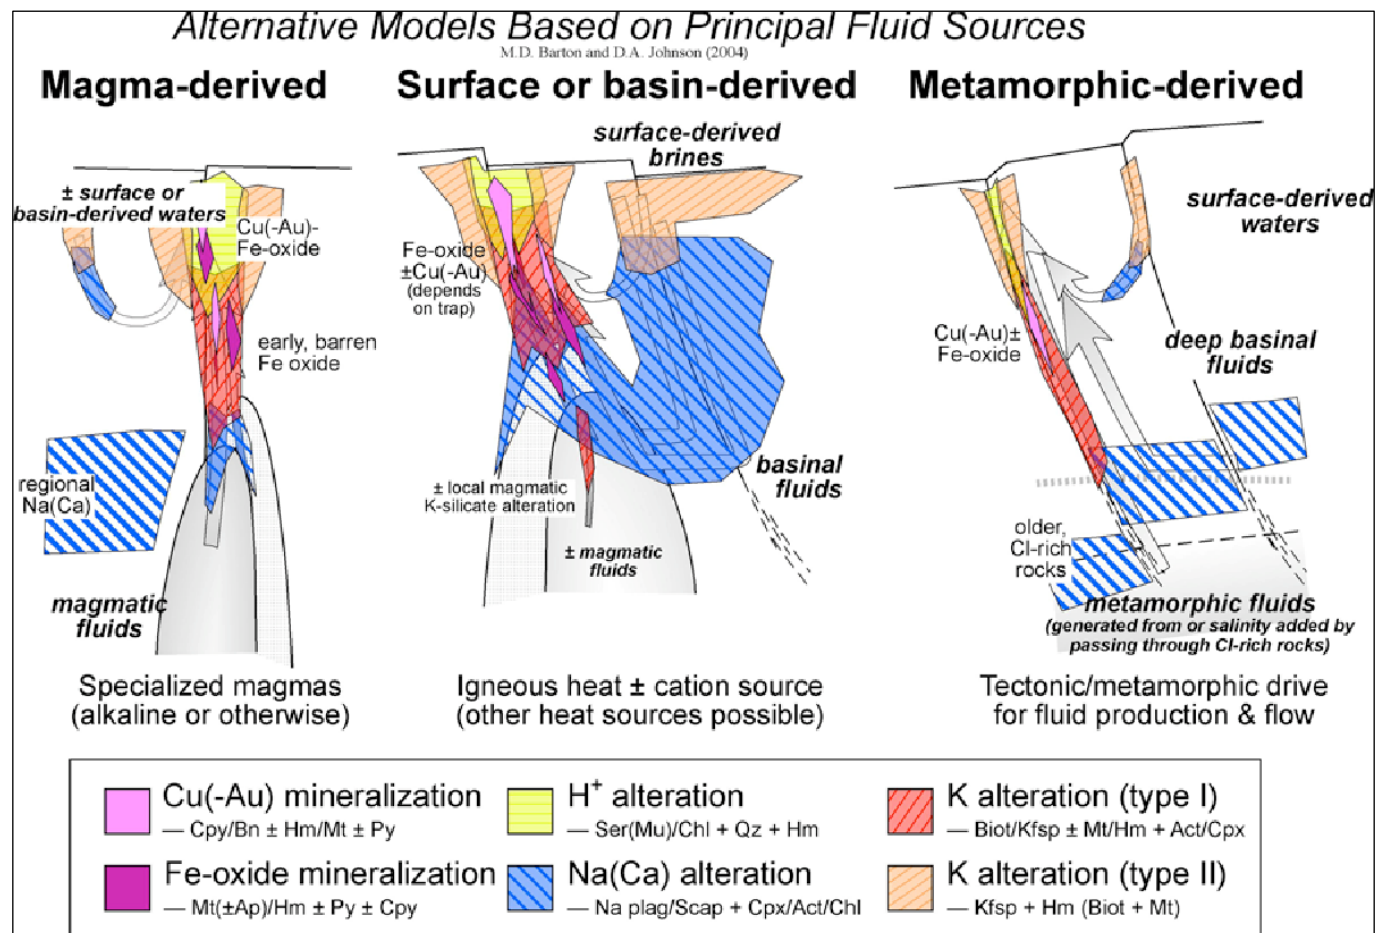 Alternative Models Based on Principal Fluid Sources
M.D. Barton and D.A. Johnson (2004)
Magma-derived
± surface or
basin-derived waters
Cu(-Au)-
Fe-oxide
early, barren
Fe oxide
regional
Na(Ca)
magmatic
fluids
Specialized magmas
(alkaline or otherwise)
Surface or basin-derived
surface-derived
brines
Fe-oxide
±Cu(-Au)
(depends
on trap)
basinal
fluids
± local magmatic
K-silicate alteration
± magmatic
fluids
Igneous heat ± cation source
(other heat sources possible)
Metamorphic-derived
surface-derived
waters
Cu(-Au)±
Fe-oxide
deep basinal
fluids
older,
Cl-rich
rocks
metamorphic fluids
(generated from or salinity added by
passing through Cl-rich rocks)
Tectonic/metamorphic drive
for fluid production & flow
Cu(-Au) mineralization
— Cpy/Bn ± Hm/Mt ± Py
H⁺ alteration
— Ser(Mu)/Chl + Qz + Hm
K alteration (type I)
— Biot/Kfsp ± Mt/Hm + Act/Cpx
Fe-oxide mineralization
— Mt(±Ap)/Hm ± Py ± Cpy
Na(Ca) alteration
— Na plag/Scap + Cpx/Act/Chl
K alteration (type II)
— Kfsp + Hm (Biot + Mt)